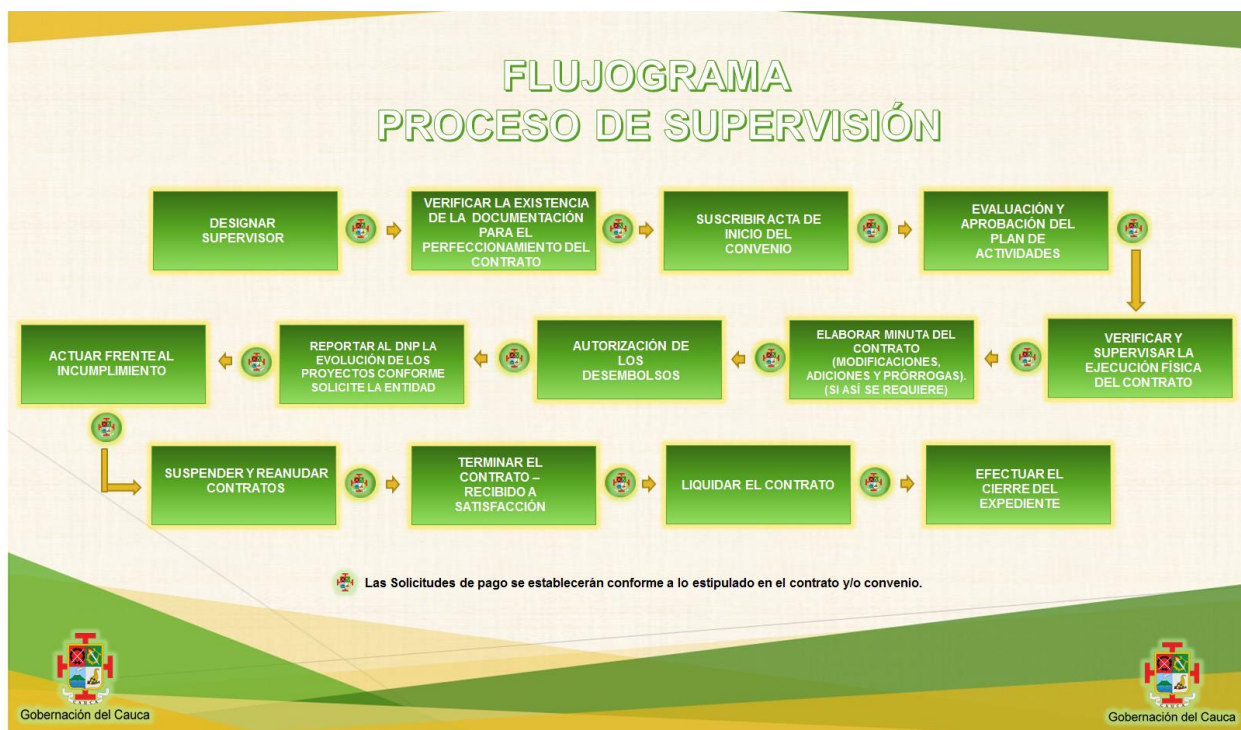 FLUJOGRAMA
PROCESO DE SUPERVISIÓN
DESIGNAR
SUPERVISOR
VERIFICAR LA EXISTENCIA
DE LA DOCUMENTACIÓN
PARA EL
PERFECCIONAMIENTO DEL
CONTRATO
SUSCRIBIR ACTA DE
INICIO DEL
CONVENIO
EVALUACIÓN Y
APROBACIÓN DEL
PLAN DE
ACTIVIDADES
VERIFICAR Y
SUPERVISAR LA
EJECUCIÓN FÍSICA
DEL CONTRATO
ELABORAR MINUTA DEL
CONTRATO
(MODIFICACIONES,
ADICIONES Y PRÓRROGAS).
(SI ASÍ SE REQUIERE)
AUTORIZACIÓN DE
LOS
DESEMBOLSOS
REPORTAR AL DNP LA
EVOLUCIÓN DE LOS
PROYECTOS CONFORME
SOLICITE LA ENTIDAD
ACTUAR FRENTE AL
INCUMPLIMIENTO
SUSPENDER Y REANUDAR
CONTRATOS
TERMINAR EL
CONTRATO –
RECIBIDO A
SATISFACCIÓN
LIQUIDAR EL CONTRATO
EFECTUAR EL
CIERRE DEL
EXPEDIENTE
Las Solicitudes de pago se establecerán conforme a lo estipulado en el contrato y/o convenio.
Gobernación del Cauca
Gobernación del Cauca